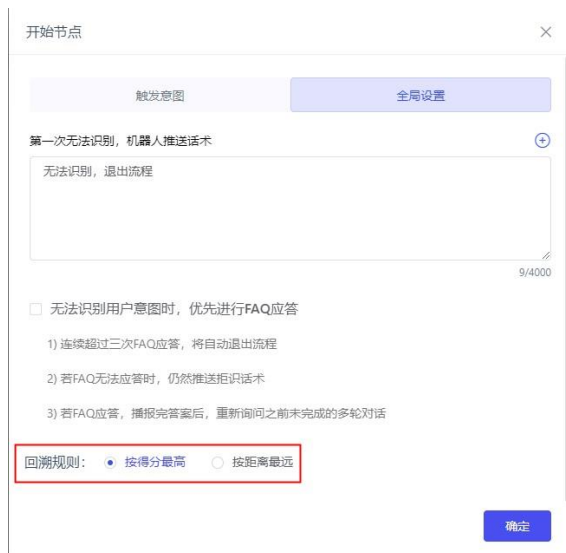 开始节点
触发意图
全局设置
第一次无法识别，机器人推送话术
无法识别，退出流程
9/4000
无法识别用户意图时，优先进行FAQ应答
1) 连续超过三次FAQ应答，将自动退出流程
2) 若FAQ无法应答时，仍然推送拒识话术
3) 若FAQ应答，播报完答案后，重新询问之前未完成的多轮对话
回溯规则： 按得分最高 按距离最远
确定